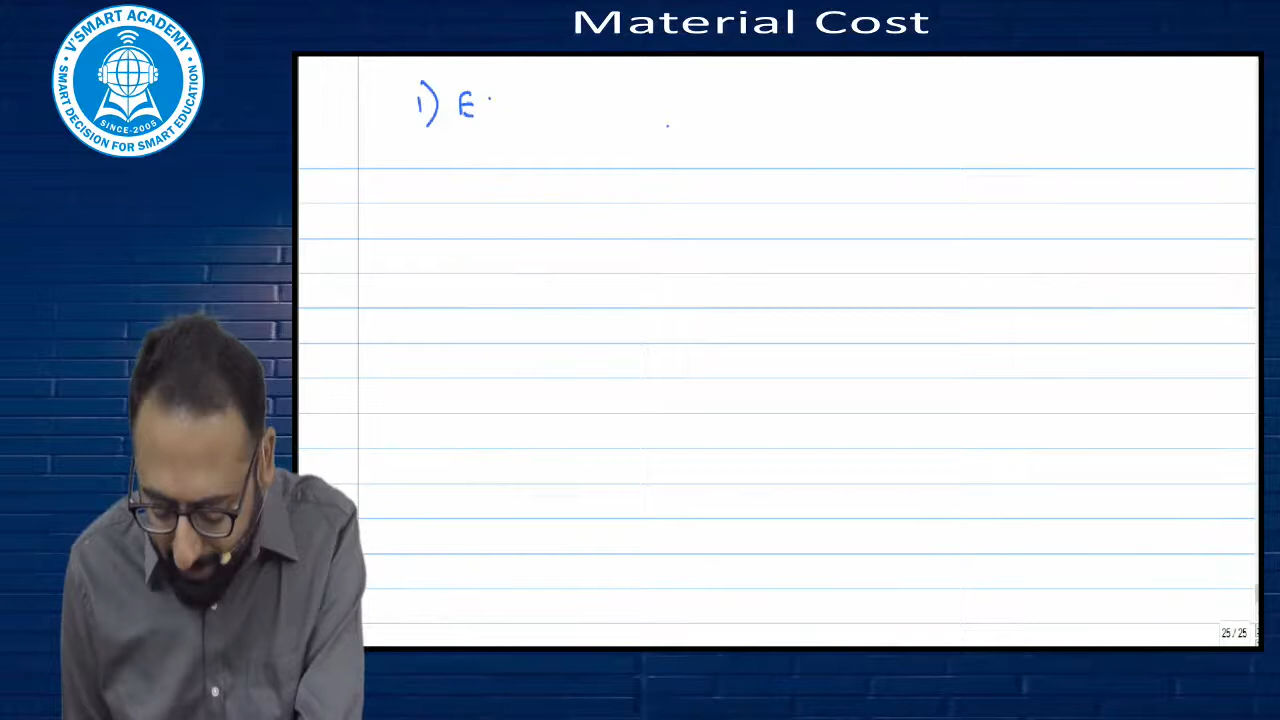 Material Cost
V'SMART ACADEMY
SINCE-2005
SMART DECISION FOR SMART EDUCATION
1) E
25/25